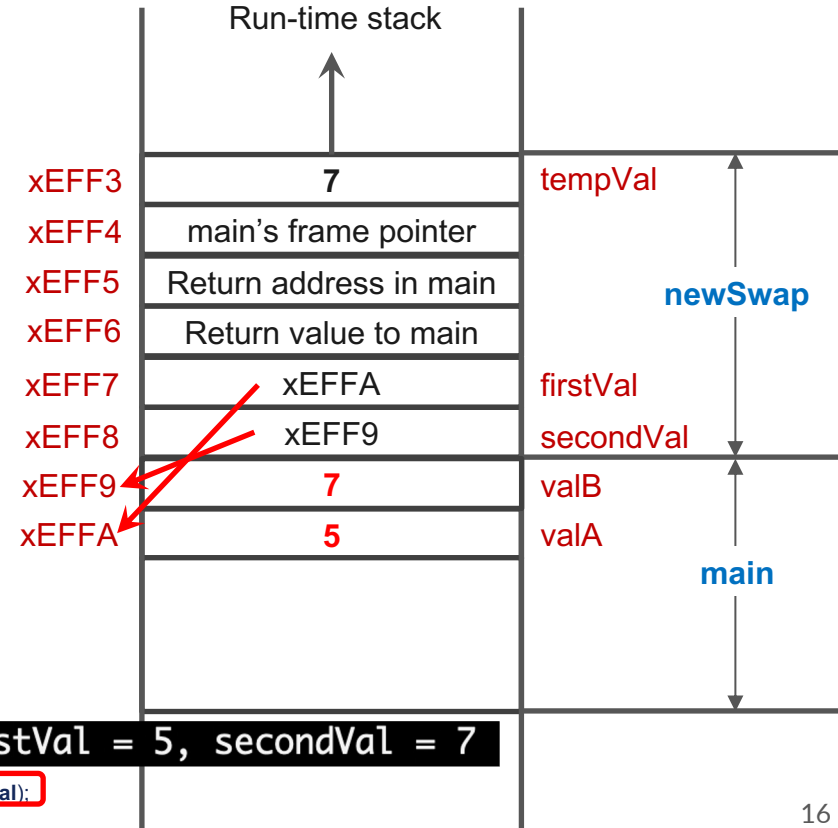 Run-time stack
xEFF3 7 tempVal
xEFF4 main's frame pointer
xEFF5 Return address in main
newSwap
xEFF6 Return value to main
xEFF7 xEFFA firstVal
xEFF8 xEFF9 secondVal
xEFF9 7 valB
xEFFA 5 valA
main
stVal = 5, secondVal = 7
al);
16